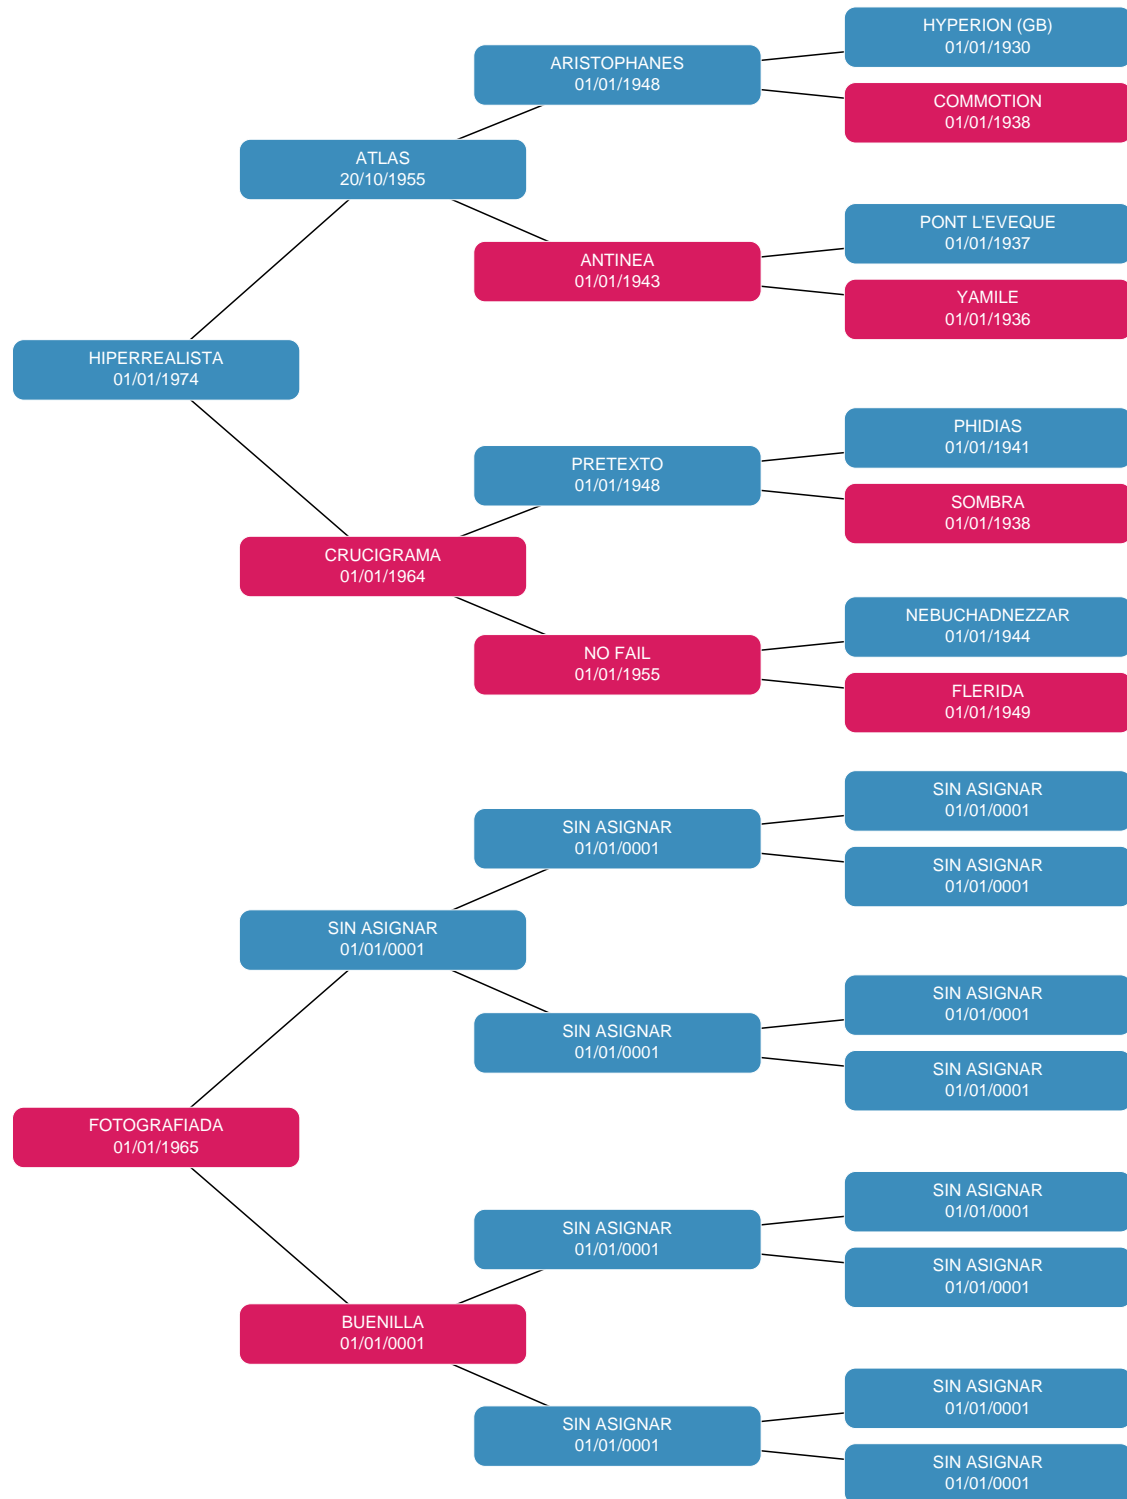 HYPERION (GB)
01/01/1930
ARISTOPHANES
01/01/1948
COMMOTION
01/01/1938
ATLAS
20/10/1955
PONT L'EVEQUE
01/01/1937
ANTINEA
01/01/1943
YAMILE
01/01/1936
HIPERREALISTA
01/01/1974
PHIDIAS
01/01/1941
PRETEXTO
01/01/1948
SOMBRA
01/01/1938
CRUCIGRAMA
01/01/1964
NEBUCHADNEZZAR
01/01/1944
NO FAIL
01/01/1955
FLERIDA
01/01/1949
SIN ASIGNAR
01/01/0001
SIN ASIGNAR
01/01/0001
SIN ASIGNAR
01/01/0001
SIN ASIGNAR
01/01/0001
SIN ASIGNAR
01/01/0001
SIN ASIGNAR
01/01/0001
SIN ASIGNAR
01/01/0001
FOTOGRAFIADA
01/01/1965
SIN ASIGNAR
01/01/0001
SIN ASIGNAR
01/01/0001
SIN ASIGNAR
01/01/0001
BUENILLA
01/01/0001
SIN ASIGNAR
01/01/0001
SIN ASIGNAR
01/01/0001
SIN ASIGNAR
01/01/0001